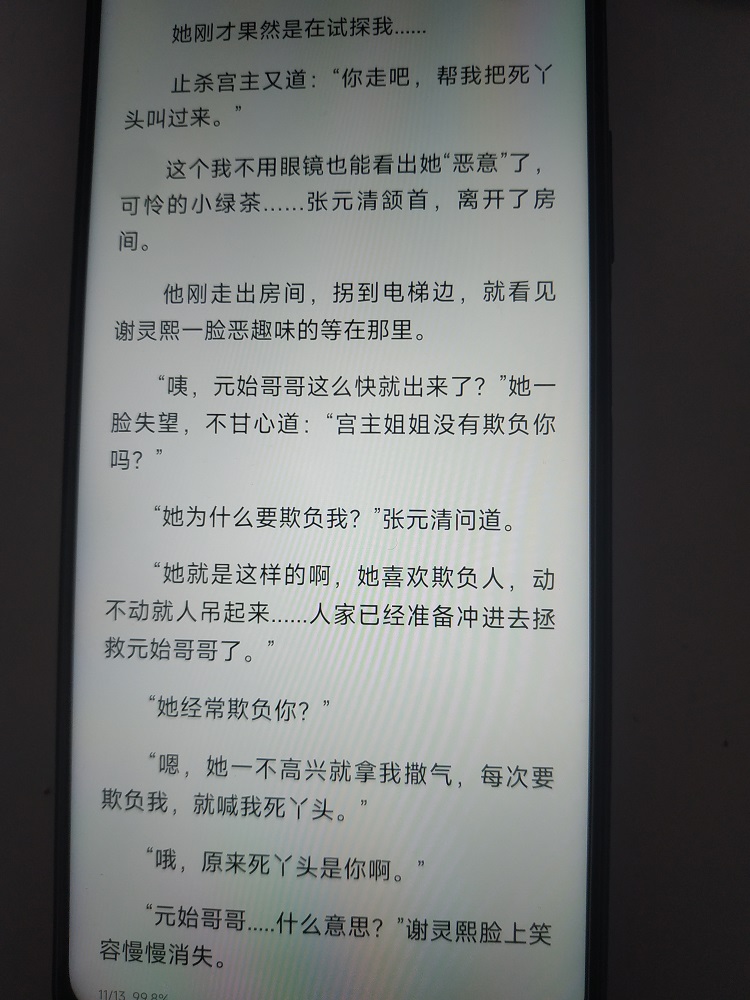 她刚才果然是在试探我......
止杀宫主又道：“你走吧，帮我把死丫
头叫过来。”
这个我不用眼镜也能看出她“恶意”了，
可怜的小绿茶......张元清颔首，离开了房
间。
他刚走出房间，拐到电梯边，就看见
谢灵熙一脸恶趣味的等在那里。
“咦，元始哥哥这么快就出来了？”她一
脸失望，不甘心道：“宫主姐姐没有欺负你
吗？”
“她为什么要欺负我？”张元清问道。
“她就是这样的啊，她喜欢欺负人，动
不动就人吊起来......人家已经准备冲进去拯
救元始哥哥了。”
“她经常欺负你？”
“嗯，她一不高兴就拿我撒气，每次要
欺负我，就喊我死丫头。”
“哦，原来死丫头是你啊。”
“元始哥哥.....什么意思？”谢灵熙脸上笑
容慢慢消失。
11/13 99.8%